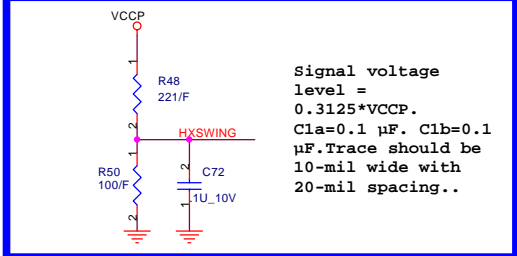 VCCP
1
R48
221/F
2
HXSWING
1
R50
100/F
2
2
C72
.1U_10V
1
Signal voltage
level =
0.3125*VCCP.
C1a=0.1 µF. C1b=0.1
µF.Trace should be
10-mil wide with
20-mil spacing..